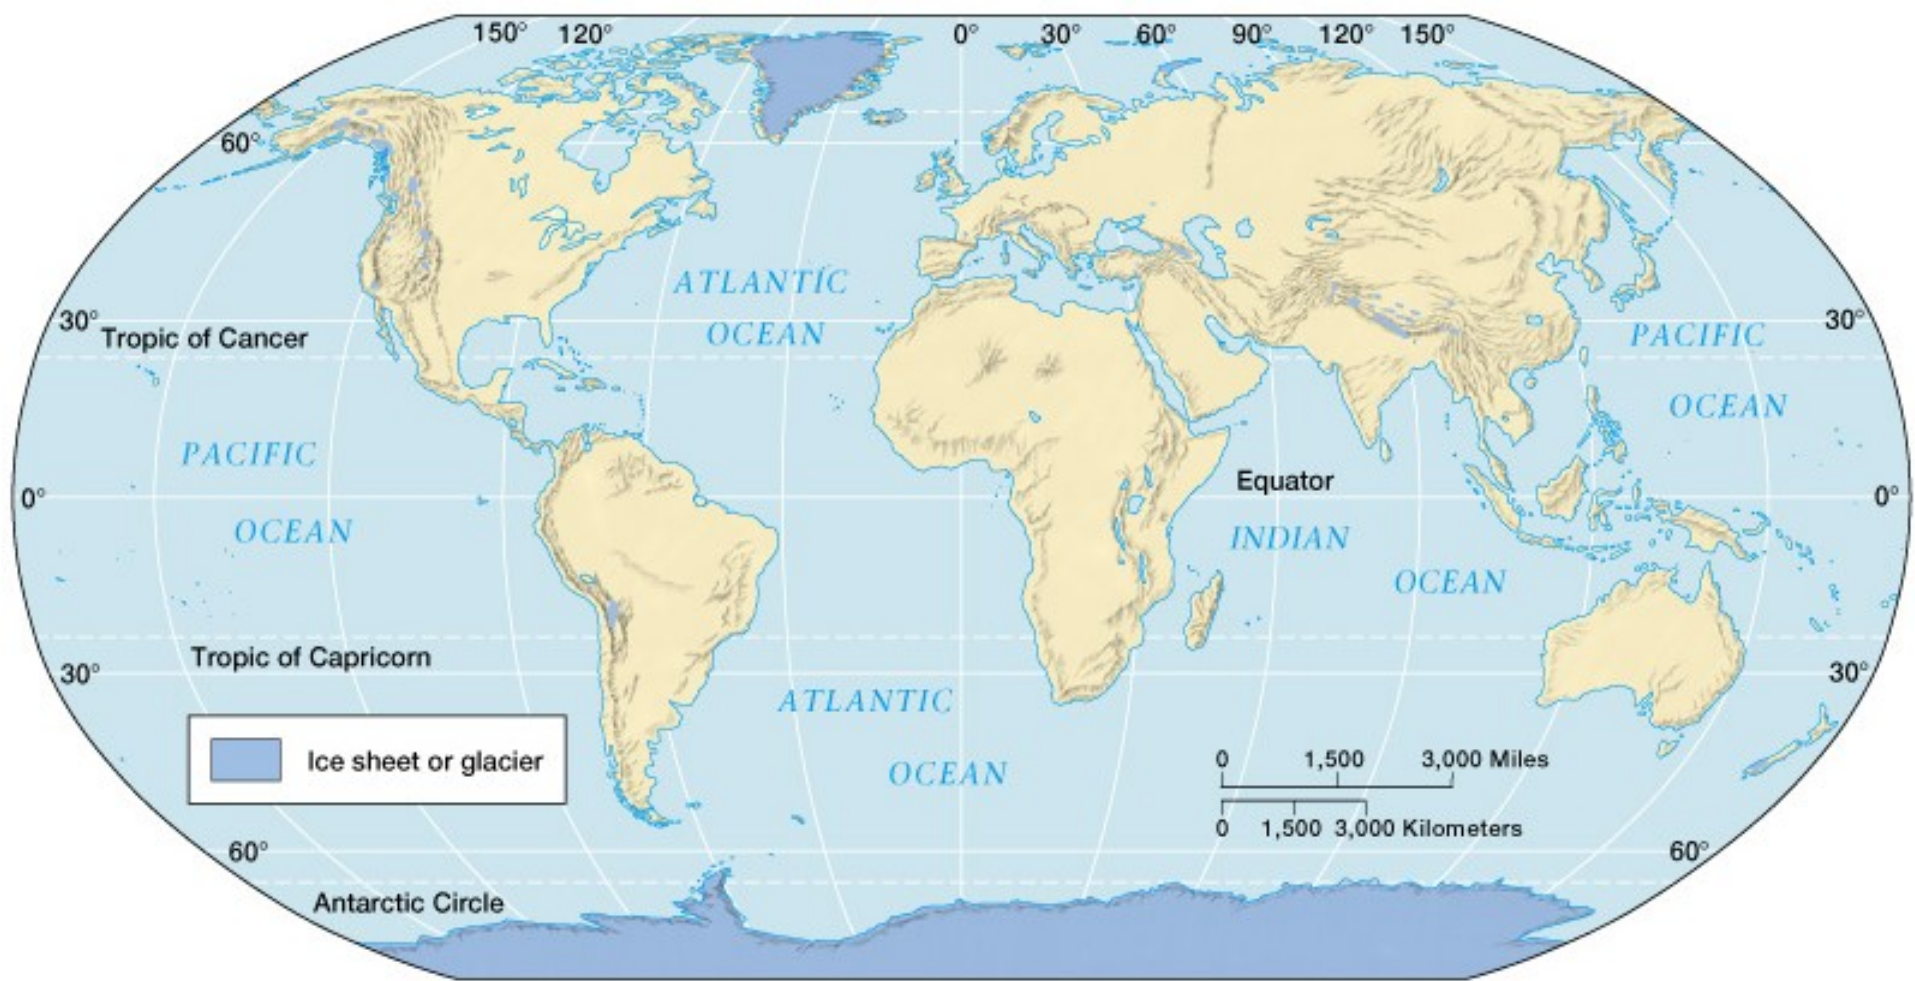 150° 120° 0° 30° 60° 90° 120° 150°
60°
ATLANTIC
OCEAN
30° 30°
Tropic of Cancer
PACIFIC
OCEAN
PACIFIC
OCEAN
Equator
0° 0°
INDIAN
OCEAN
Tropic of Capricorn
30° 30°
ATLANTIC
OCEAN
Ice sheet or glacier
0 1,500 3,000 Miles
0 1,500 3,000 Kilometers
60° 60°
Antarctic Circle